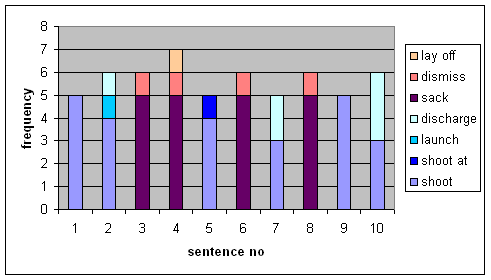 8
7
6
5
4
3
2
1
0
frequency
1 2 3 4 5 6 7 8 9 10
sentence no
lay off
dismiss
sack
discharge
launch
shoot at
shoot